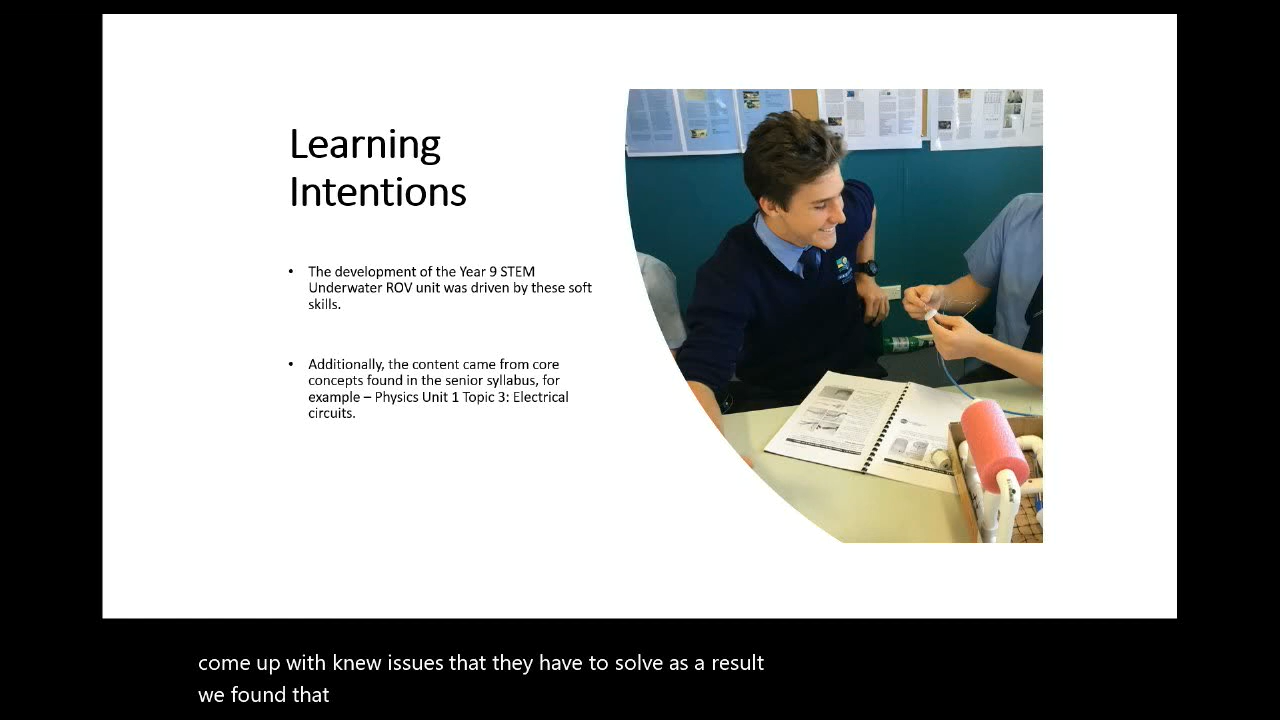 Learning
Intentions
• The development of the Year 9 STEM
Underwater ROV unit was driven by these soft
skills.
• Additionally, the content came from core
concepts found in the senior syllabus, for
example – Physics Unit 1 Topic 3: Electrical
circuits.
come up with knew issues that they have to solve as a result
we found that